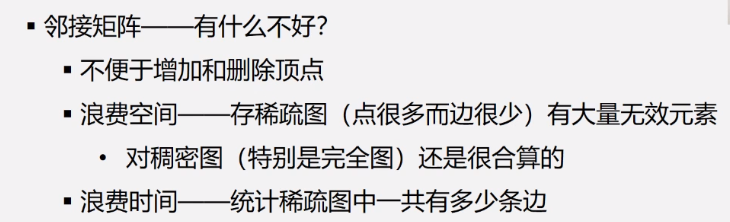 ▪ 邻接矩阵——有什么不好？
▪ 不便于增加和删除顶点
▪ 浪费空间——存稀疏图（点很多而边很少）有大量无效元素
• 对稠密图（特别是完全图）还是很合算的
▪ 浪费时间——统计稀疏图中一共有多少条边